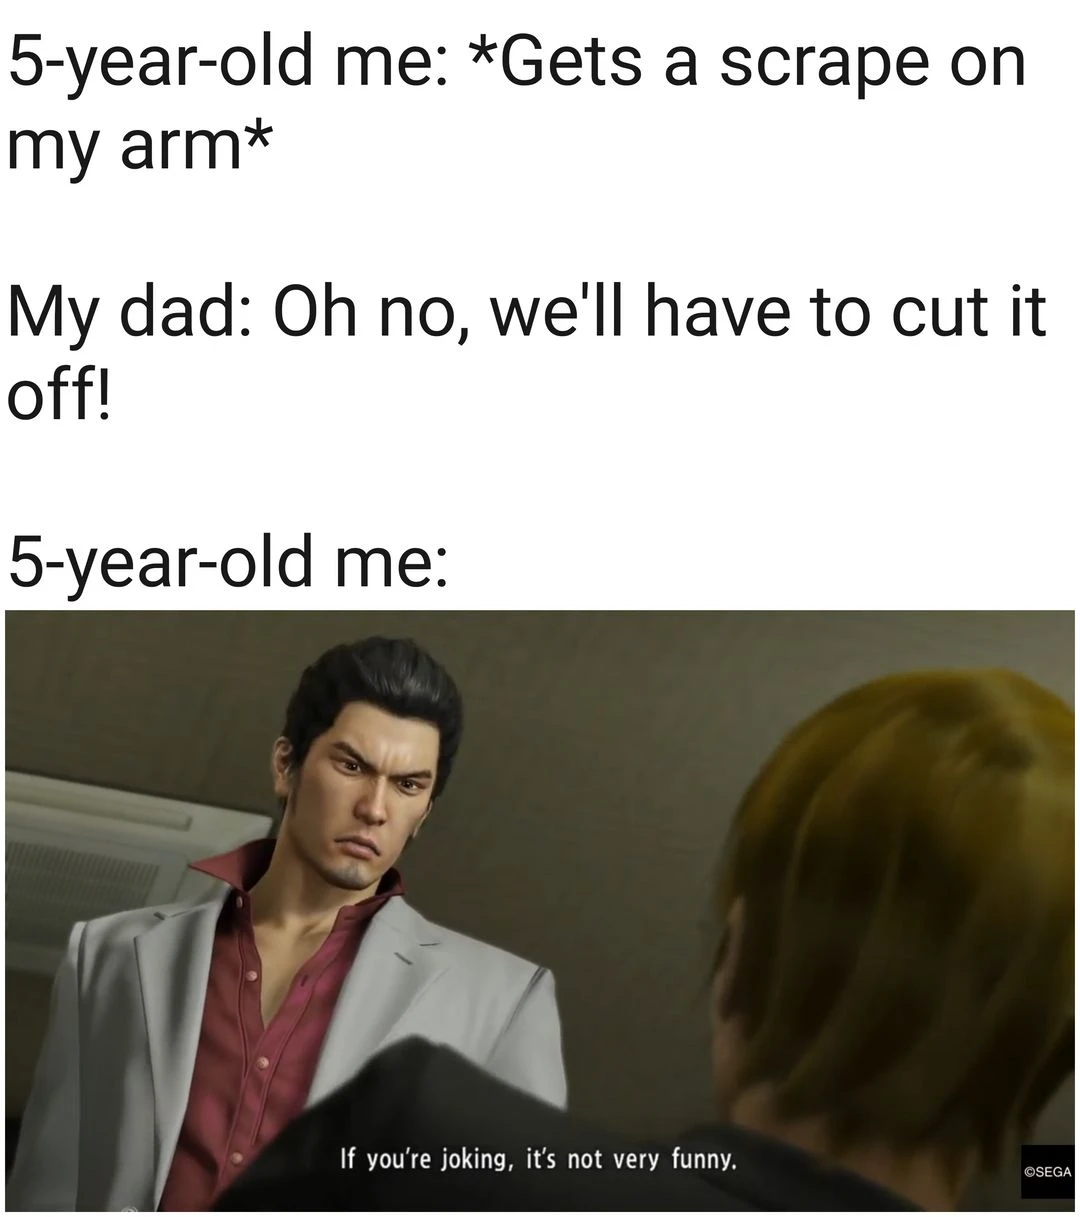 5-year-old me: *Gets a scrape on
my arm*
My dad: Oh no, we'll have to cut it
off!
5-year-old me:
If you're joking, it's not very funny.
©SEGA